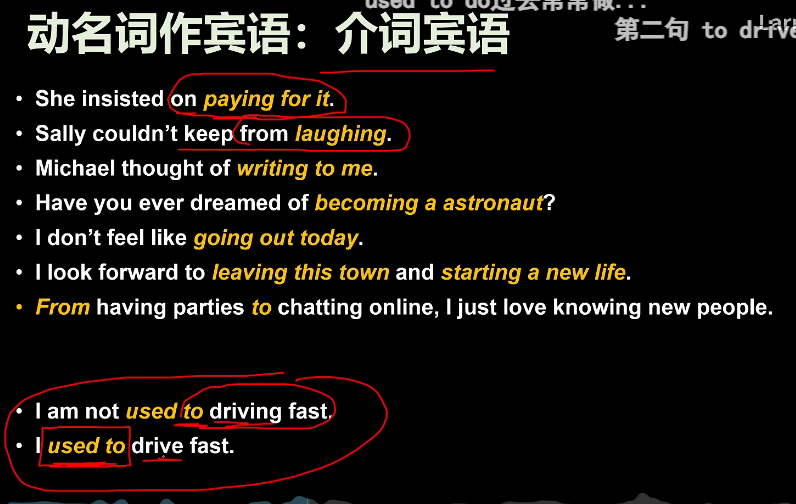 used to do过去常常做...
动名词作宾语：介词宾语
第二句 to drive
• She insisted on paying for it.
• Sally couldn't keep from laughing.
• Michael thought of writing to me.
• Have you ever dreamed of becoming a astronaut?
• I don't feel like going out today.
• I look forward to leaving this town and starting a new life.
• From having parties to chatting online, I just love knowing new people.
• I am not used to driving fast.
• I used to drive fast.